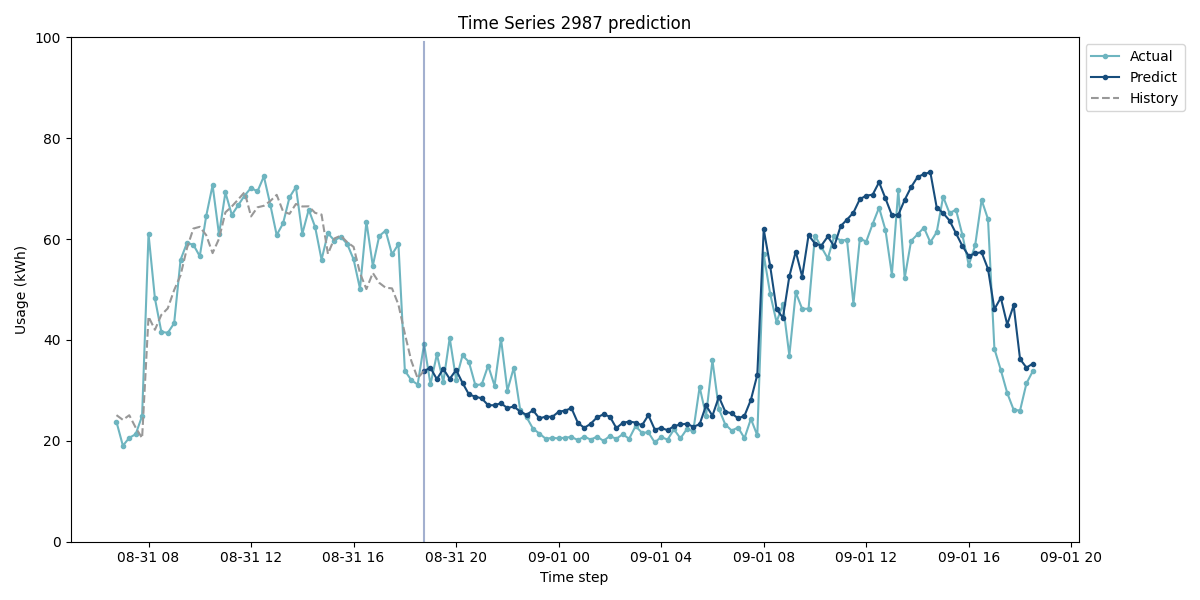 Time Series 2987 prediction
100
80
60
40
20
0
Usage (kWh)
08-31 08
08-31 12
08-31 16
08-31 20
09-01 00
09-01 04
09-01 08
09-01 12
09-01 16
09-01 20
Time step
Actual
Predict
History